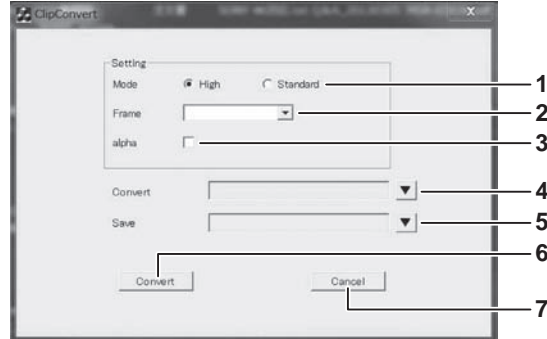 ClipConvert
X
Setting
Mode High Standard 1
Frame 2
alpha 3
Convert 4
Save 5
6
Convert Cancel
7